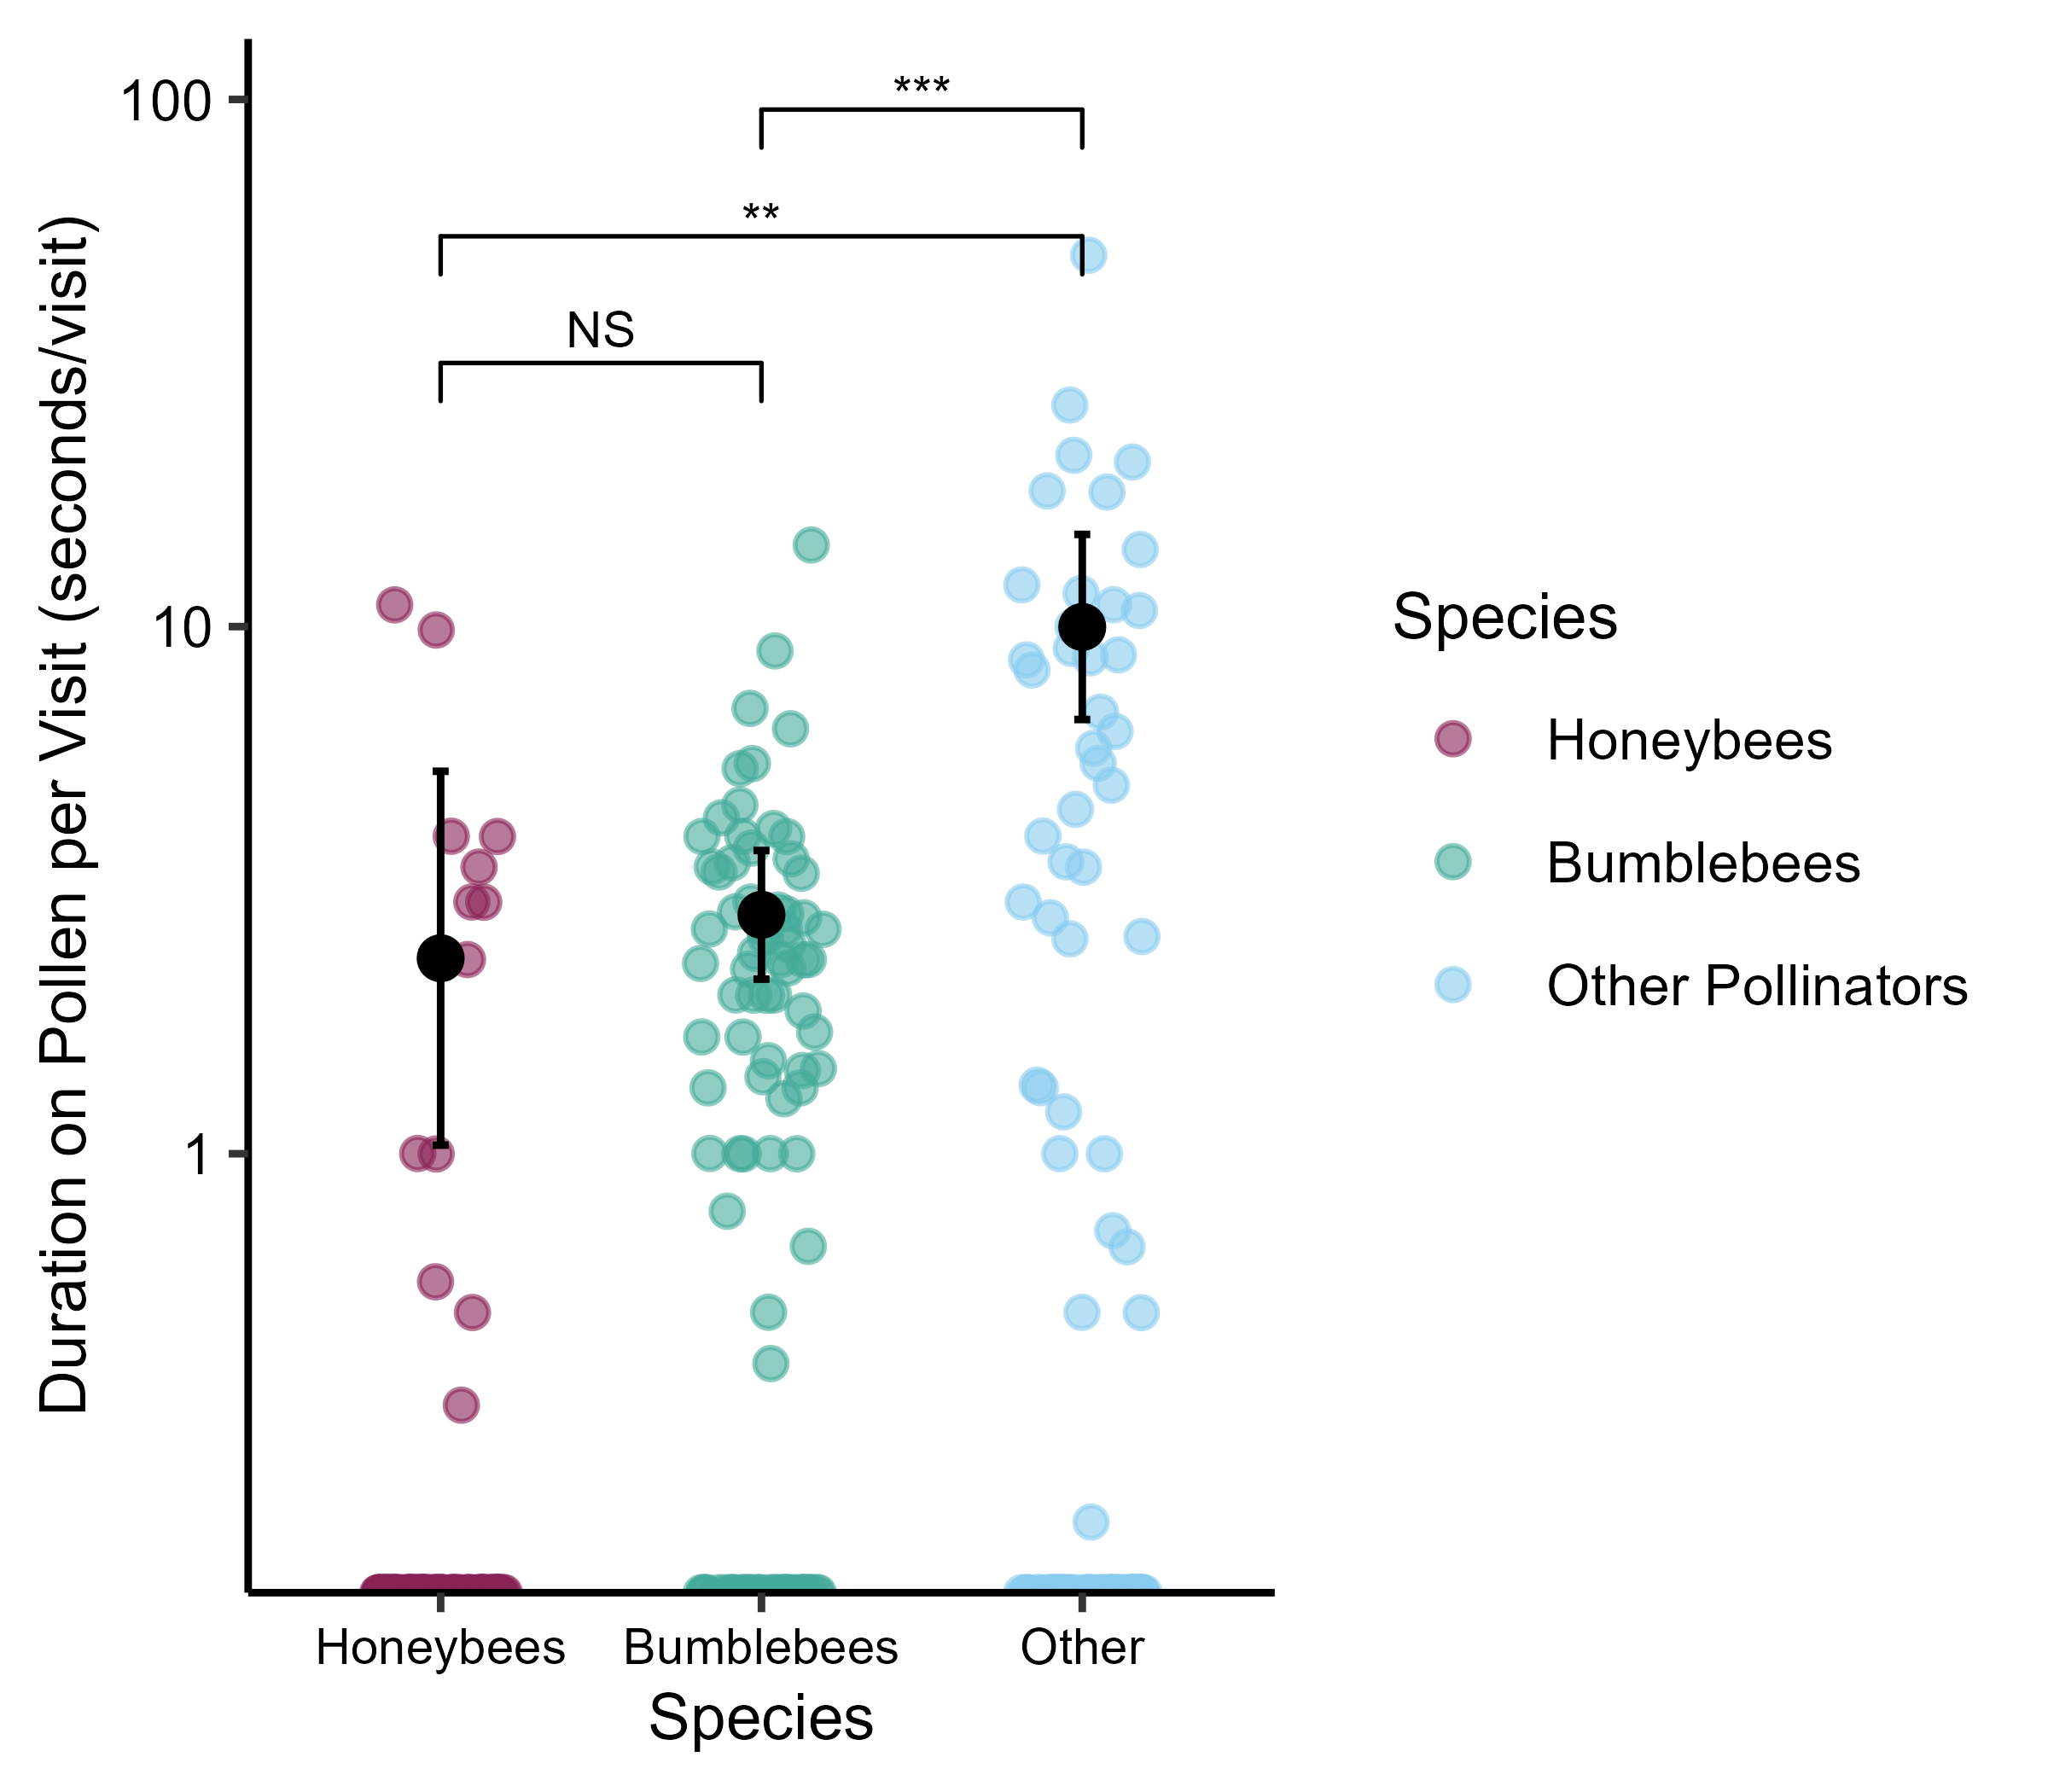 Duration on Pollen per Visit (seconds/visit)
100
10
1
***
**
NS
Honeybees
Bumblebees
Other
Species
Species
Honeybees
Bumblebees
Other Pollinators